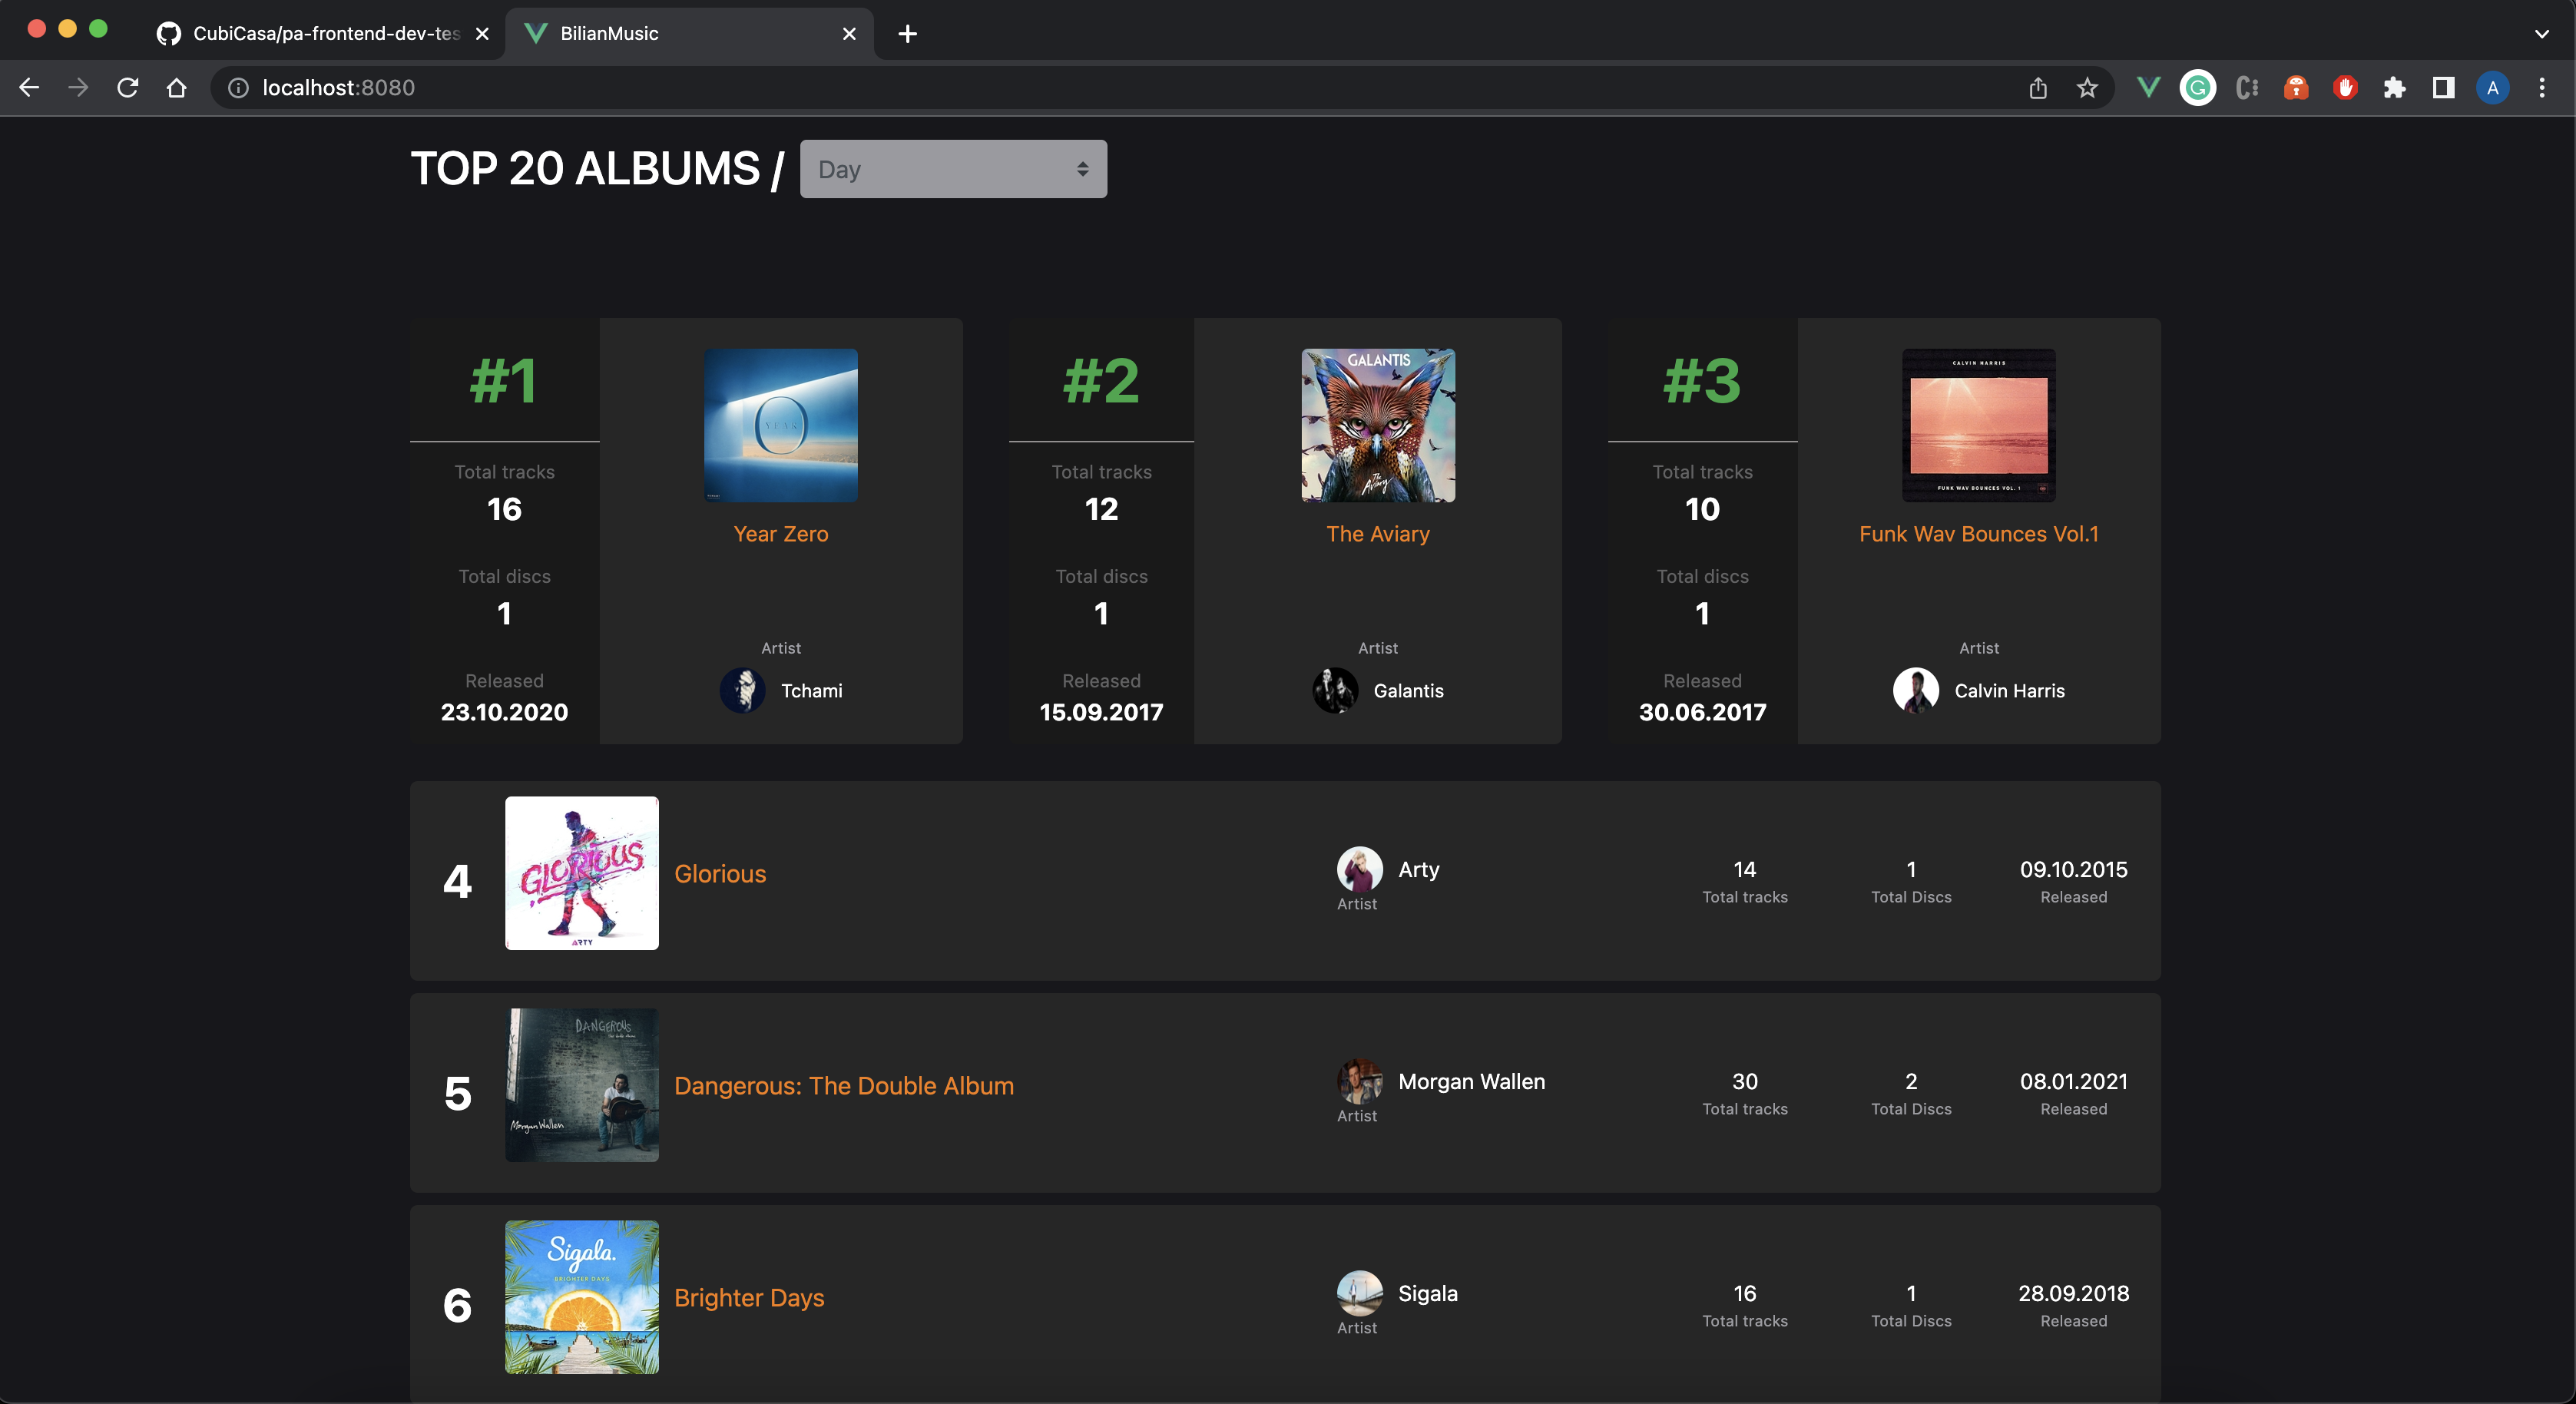 CubiCasa/pa-frontend-dev-tes
BilianMusic
localhost:8080
A
TOP 20 ALBUMS /
Day
#1
Total tracks
16
Total discs
1
Released
23.10.2020
YEAR
Year Zero
Artist
Tchami
#2
Total tracks
12
Total discs
1
Released
15.09.2017
GALANTIS
The Aviary
The Aviary
Artist
Galantis
#3
Total tracks
10
Total discs
1
Released
30.06.2017
CALVIN HARRIS
FUNK WAV BOUNCES VOL. 1
Funk Wav Bounces Vol.1
Artist
Calvin Harris
4
GLORIOUS
ARTY
Glorious
Arty
Artist
14
Total tracks
1
Total Discs
09.10.2015
Released
5
DANGEROUS
Morgan Wallen
Dangerous: The Double Album
Morgan Wallen
Artist
30
Total tracks
2
Total Discs
08.01.2021
Released
6
Sigala.
BRIGHTER DAYS
Brighter Days
Sigala
Artist
16
Total tracks
1
Total Discs
28.09.2018
Released